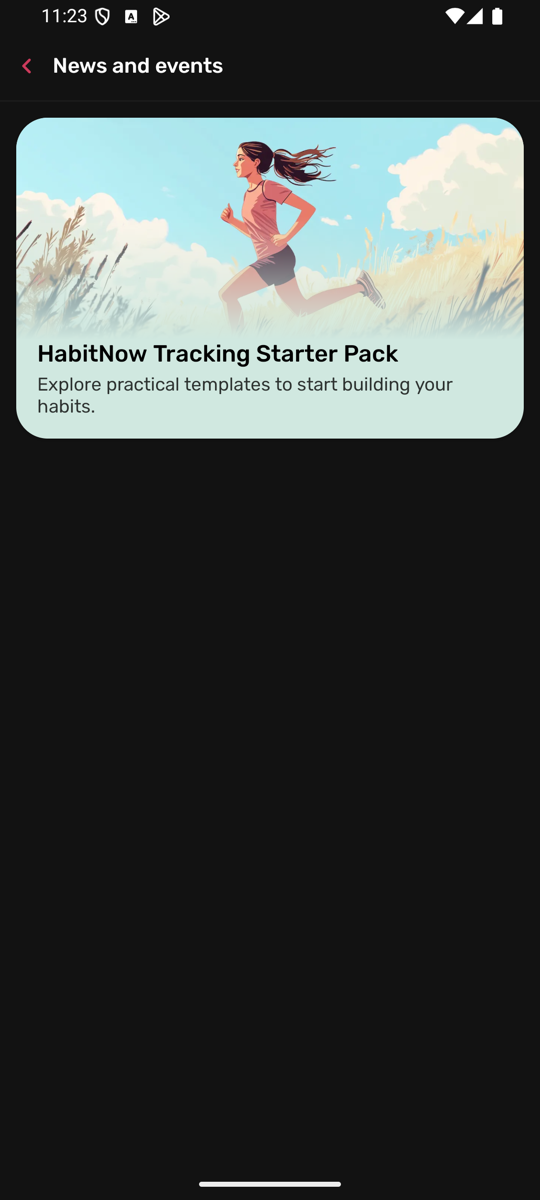 11:23
News and events
HabitNow Tracking Starter Pack
Explore practical templates to start building your
habits.